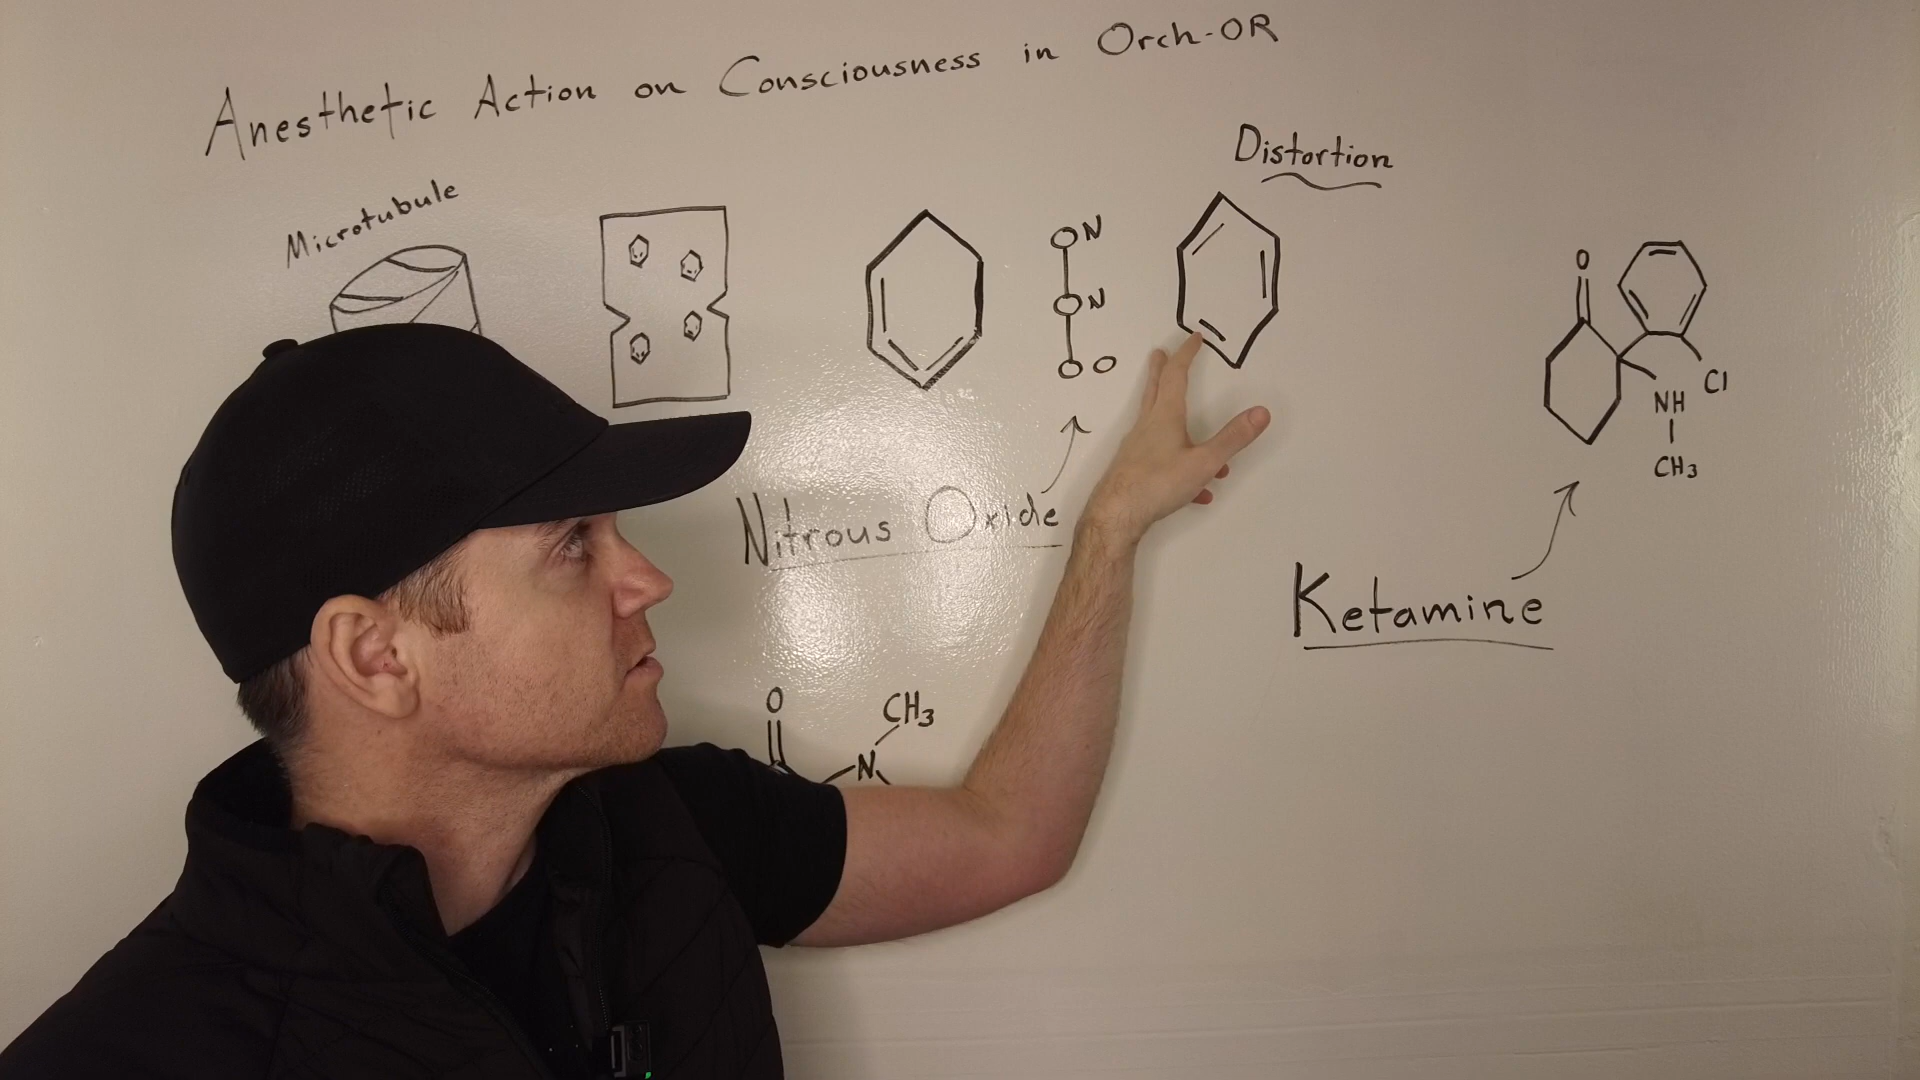 Anesthetic Action on Consciousness in Orch-OR
Distortion
Microtubule
N
N
O
Nitrous Oxide
O
Cl
NH
CH3
Ketamine
O
CH3
N